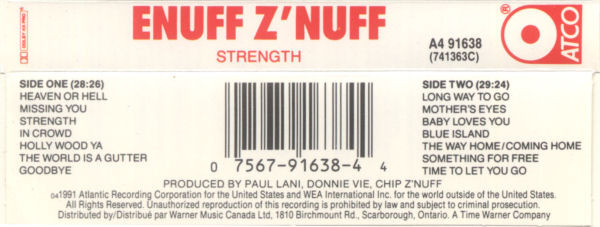 DOLBY HX PRO
ENUFF Z'NUFF
STRENGTH
A4 91638
(741363C)
®
ATCO
SIDE ONE (28:26)
HEAVEN OR HELL
MISSING YOU
STRENGTH
IN CROWD
HOLLY WOOD YA
THE WORLD IS A GUTTER
GOODBYE
0 7567-91638-4 4
SIDE TWO (29:24)
LONG WAY TO GO
MOTHER'S EYES
BABY LOVES YOU
BLUE ISLAND
THE WAY HOME/COMING HOME
SOMETHING FOR FREE
TIME TO LET YOU GO
PRODUCED BY PAUL LANI, DONNIE VIE, CHIP Z'NUFF
1991 Atlantic Recording Corporation for the United States and WEA International Inc. for the world outside of the United States.
All Rights Reserved. Unauthorized reproduction of this recording is prohibited by law and subject to criminal prosecution.
Distributed by/Distribué par Warner Music Canada Ltd, 1810 Birchmount Rd., Scarborough, Ontario. A Time Warner Company